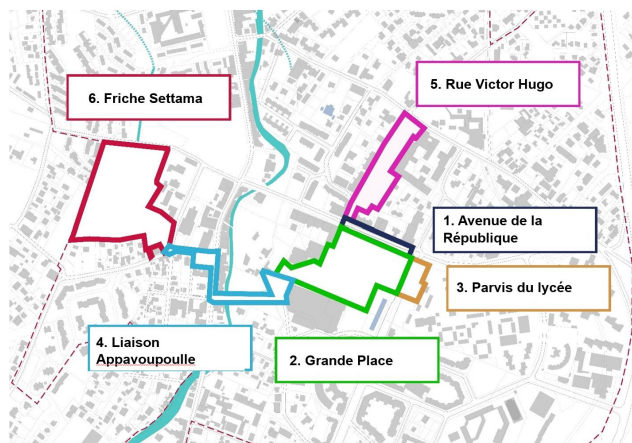 6. Friche Settama
5. Rue Victor Hugo
1. Avenue de la
République
3. Parvis du lycée
4. Liaison
Appavoupoulle
2. Grande Place